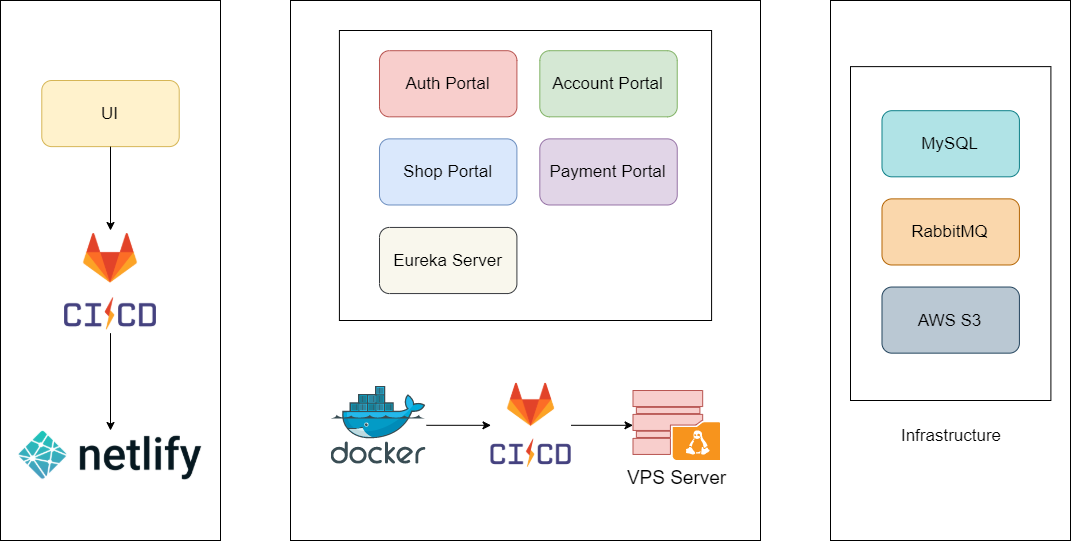 UI
CI/CD
netlify
Auth Portal
Account Portal
Shop Portal
Payment Portal
Eureka Server
docker
CI/CD
VPS Server
MySQL
RabbitMQ
AWS S3
Infrastructure